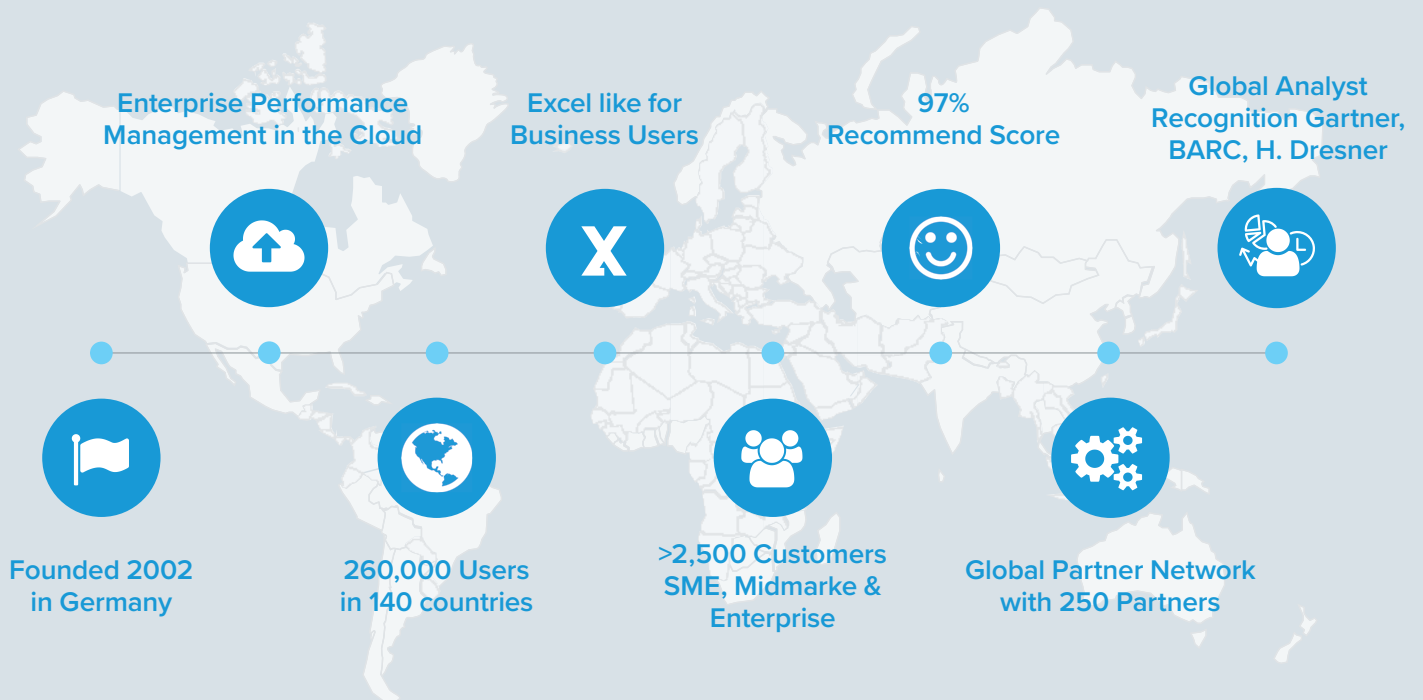 Enterprise Performance
Management in the Cloud
Excel like for
Business Users
97%
Recommend Score
Global Analyst
Recognition Gartner,
BARC, H. Dresner
X
Founded 2002
in Germany
260,000 Users
in 140 countries
>2,500 Customers
SME, Midmarke &
Enterprise
Global Partner Network
with 250 Partners